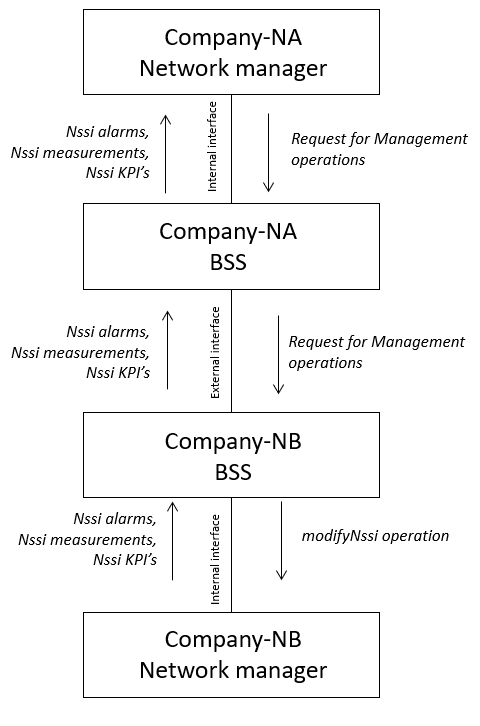 Company-NA
Network manager
Nssi alarms,
Nssi measurements,
Nssi KPI's
Internal interface
Request for Management
operations
Company-NA
BSS
Nssi alarms,
Nssi measurements,
Nssi KPI's
External interface
Request for Management
operations
Company-NB
BSS
Nssi alarms,
Nssi measurements,
Nssi KPI's
Internal interface
modifyNssi operation
Company-NB
Network manager